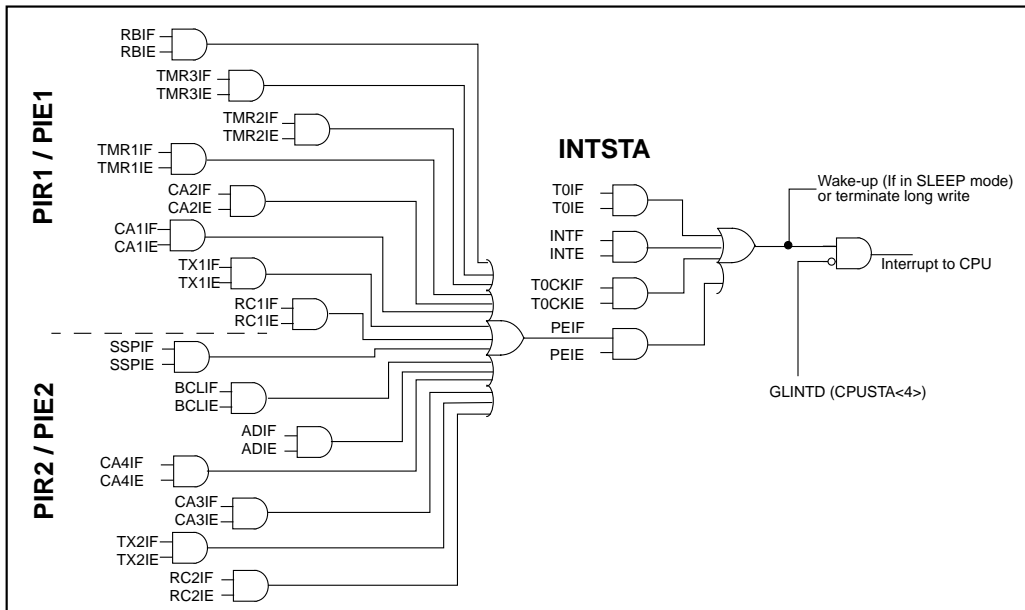 PIR1 / PIE1
RBIF
RBIE
TMR3IF
TMR3IE
TMR2IF
TMR2IE
TMR1IF
TMR1IE
CA2IF
CA2IE
CA1IF
CA1IE
TX1IF
TX1IE
RC1IF
RC1IE
PIR2 / PIE2
SSPIF
SSPIE
BCLIF
BCLIE
ADIF
ADIE
CA4IF
CA4IE
CA3IF
CA3IE
TX2IF
TX2IE
RC2IF
RC2IE
INTSTA
T0IF
T0IE
INTF
INTE
T0CKIF
T0CKIE
PEIF
PEIE
Wake-up (If in SLEEP mode)
or terminate long write
Interrupt to CPU
GLINTD (CPUSTA<4>)